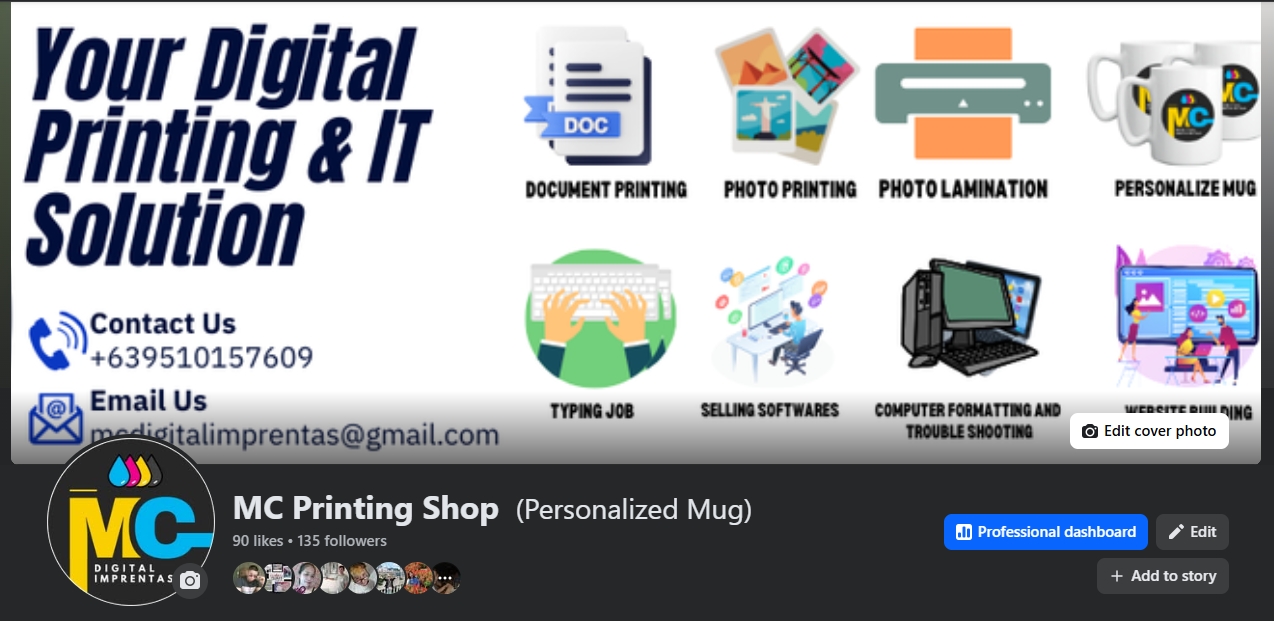 Your Digital
Printing & IT
Solution
Contact Us
+639510157609
Email Us
mcdigitalimprentas@gmail.com
DOC
DOCUMENT PRINTING
PHOTO PRINTING
PHOTO LAMINATION
MC
MC
PERSONALIZE MUG
TYPING JOB
SELLING SOFTWARES
COMPUTER FORMATTING AND
TROUBLE SHOOTING
WEBSITE BUILDING
Edit cover photo
MC
DIGITAL
IMPRENTAS
MC Printing Shop (Personalized Mug)
90 likes • 135 followers
Professional dashboard
Edit
+ Add to story